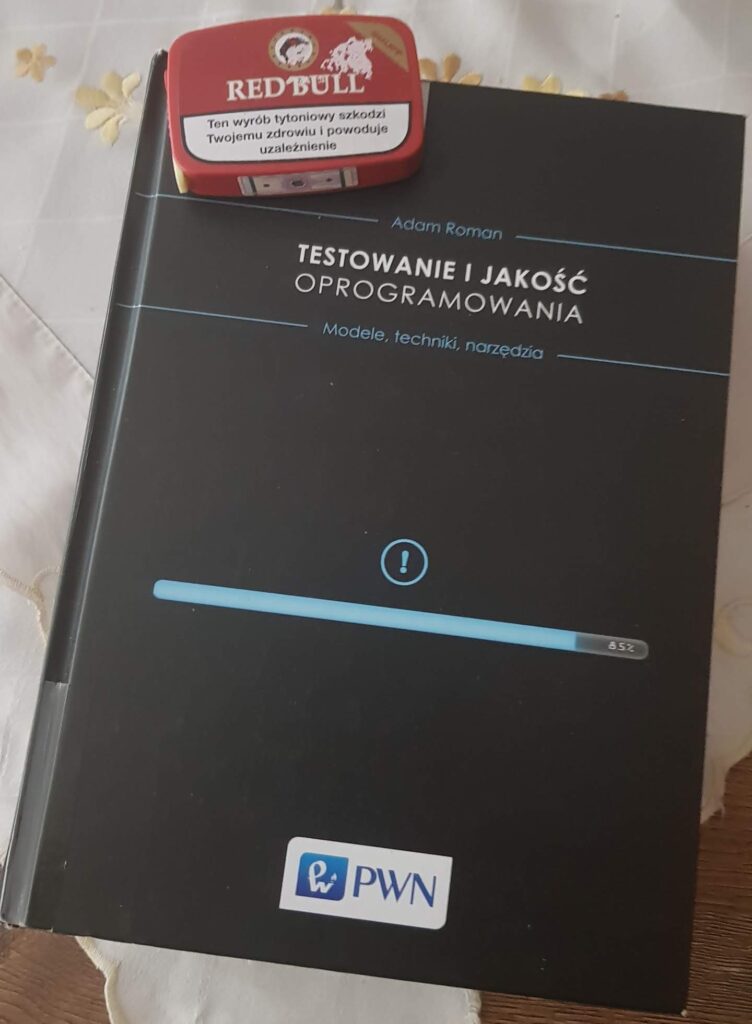 RED BULL
Ten wyrób tytoniowy szkodzi
Twojemu zdrowiu i powoduje
uzależnienie
Adam Roman
TESTOWANIE I JAKOŚĆ
OPROGRAMOWANIA
Modele, techniki, narzędzia
!
85%
PWN